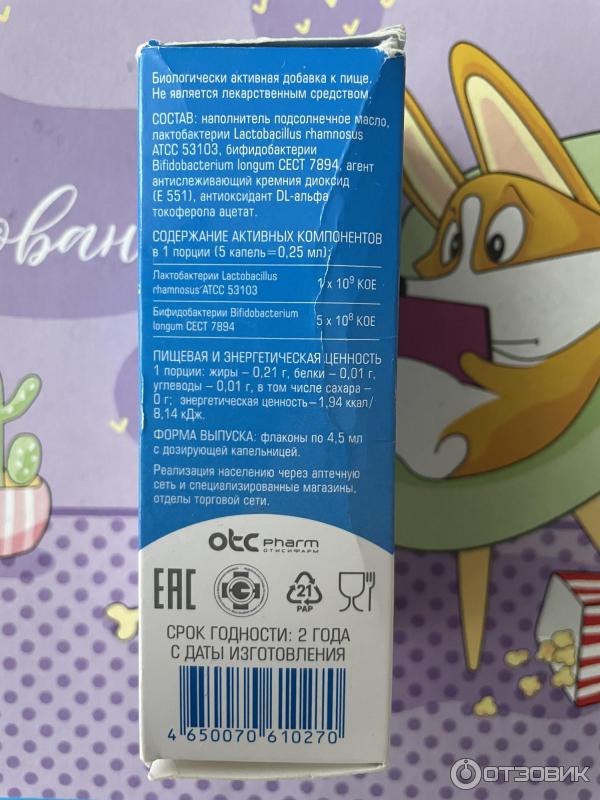 Биологически активная добавка к пище.
Не является лекарственным средством.
СОСТАВ: наполнитель подсолнечное масло,
лактобактерии Lactobacillus rhamnosus
ATCC 53103, бифидобактерии
Bifidobacterium longum CECT 7894, агент
антислеживающий кремния диоксид
(Е 551), антиоксидант DL-альфа
токоферола ацетат.
СОДЕРЖАНИЕ АКТИВНЫХ КОМПОНЕНТОВ
в 1 порции (5 капель=0,25 мл):
Лактобактерии Lactobacillus
rhamnosus ATCC 53103
1 x 10⁹ КОЕ
Бифидобактерии Bifidobacterium
longum CECT 7894
5 x 10⁸ КОЕ
ПИЩЕВАЯ И ЭНЕРГЕТИЧЕСКАЯ ЦЕННОСТЬ
1 порции: жиры – 0,21 г, белки – 0,01 г,
углеводы – 0,01 г, в том числе сахара –
0 г; энергетическая ценность–1,94 ккал/
8,14 кДж.
ФОРМА ВЫПУСКА: флаконы по 4,5 мл
с дозирующей капельницей.
Реализация населению через аптечную
сеть и специализированные магазины,
отделы торговой сети.
otc pharm
ОТИСИФАРМ
EAC
21
PAP
СРОК ГОДНОСТИ: 2 ГОДА
С ДАТЫ ИЗГОТОВЛЕНИЯ
4 650070 610270
ован
ОТЗОВИК